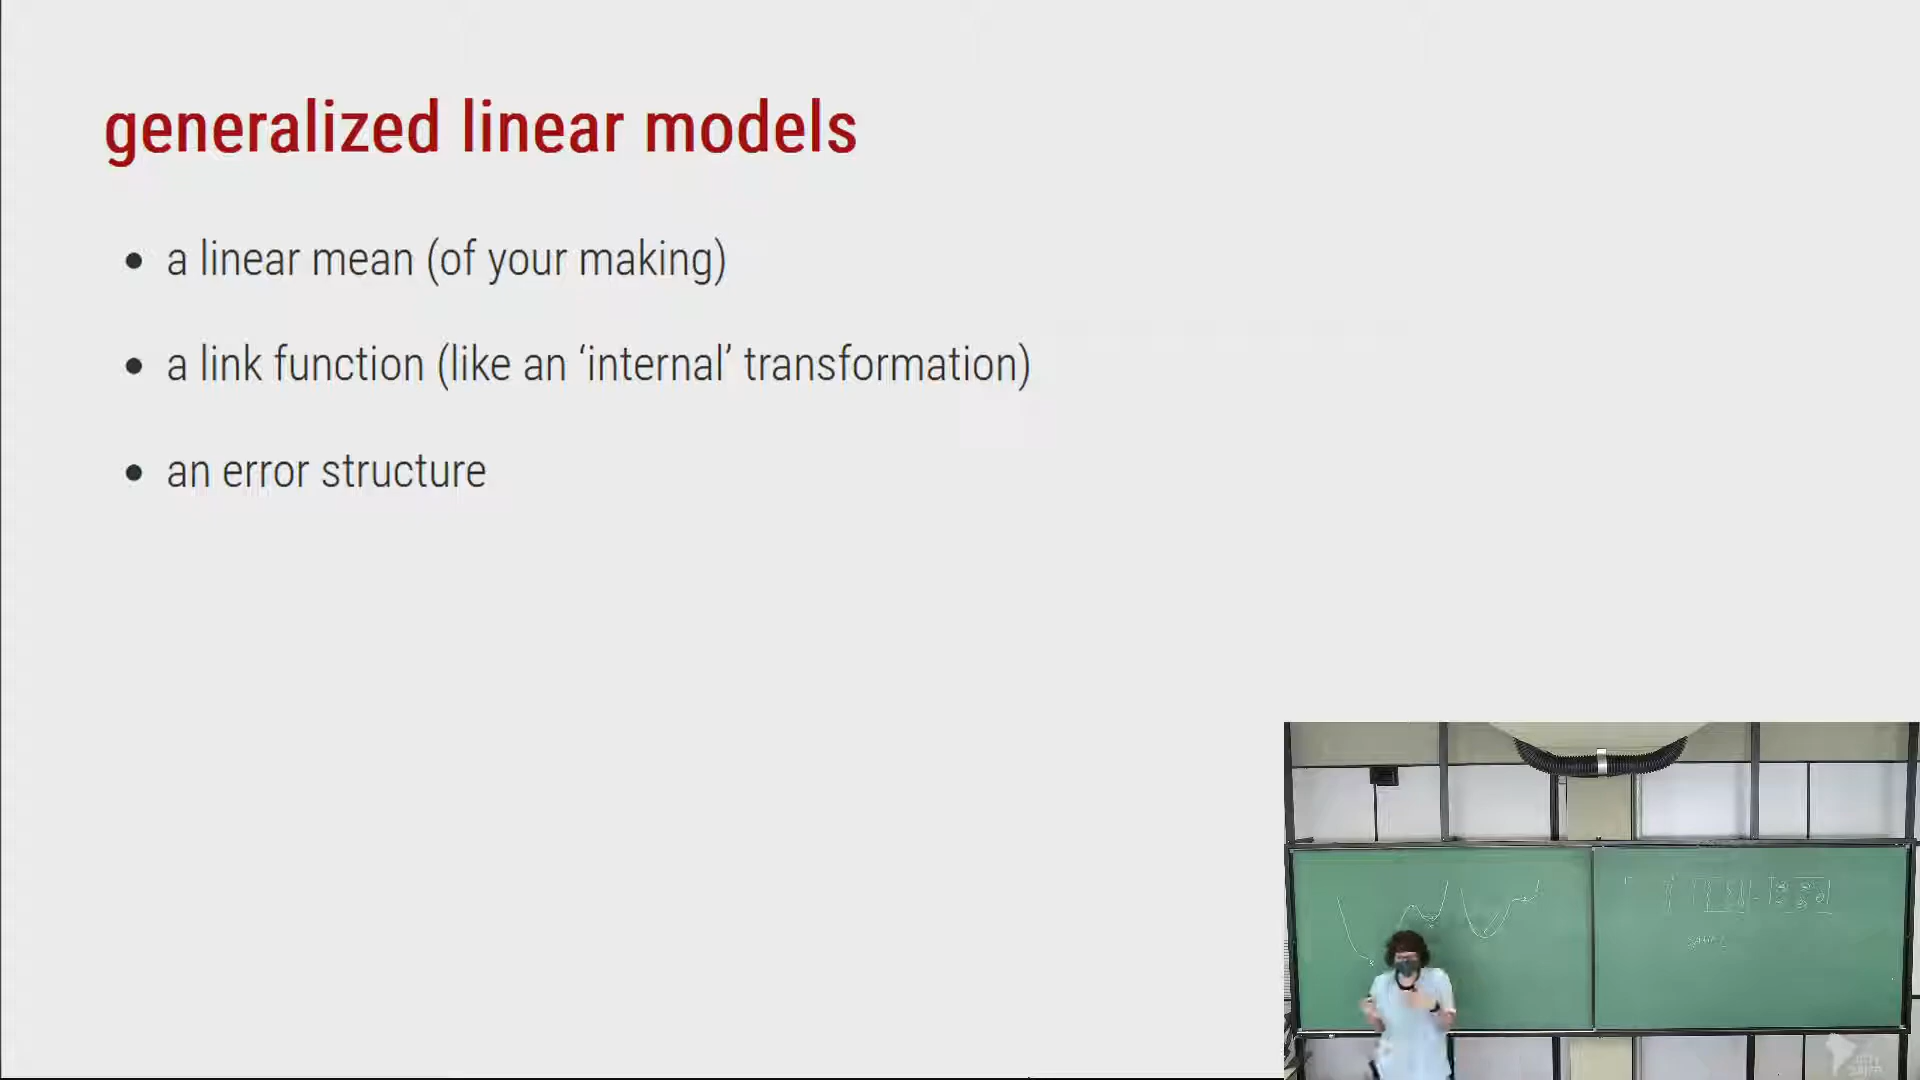 generalized linear models
• a linear mean (of your making)
• a link function (like an ‘internal’ transformation)
• an error structure